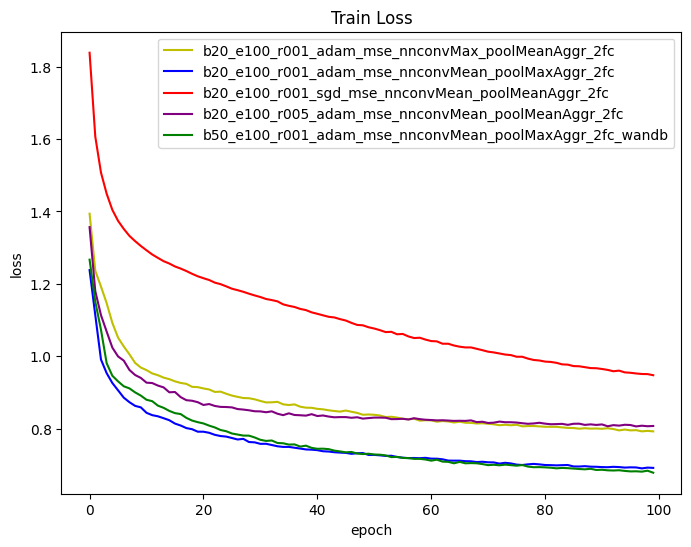 Train Loss
b20_e100_r001_adam_mse_nnconvMax_poolMeanAggr_2fc
b20_e100_r001_adam_mse_nnconvMean_poolMaxAggr_2fc
b20_e100_r001_sgd_mse_nnconvMean_poolMeanAggr_2fc
b20_e100_r005_adam_mse_nnconvMean_poolMeanAggr_2fc
b50_e100_r001_adam_mse_nnconvMean_poolMaxAggr_2fc_wandb
1.8
1.6
1.4
1.2
1.0
0.8
loss
0 20 40 60 80 100
epoch